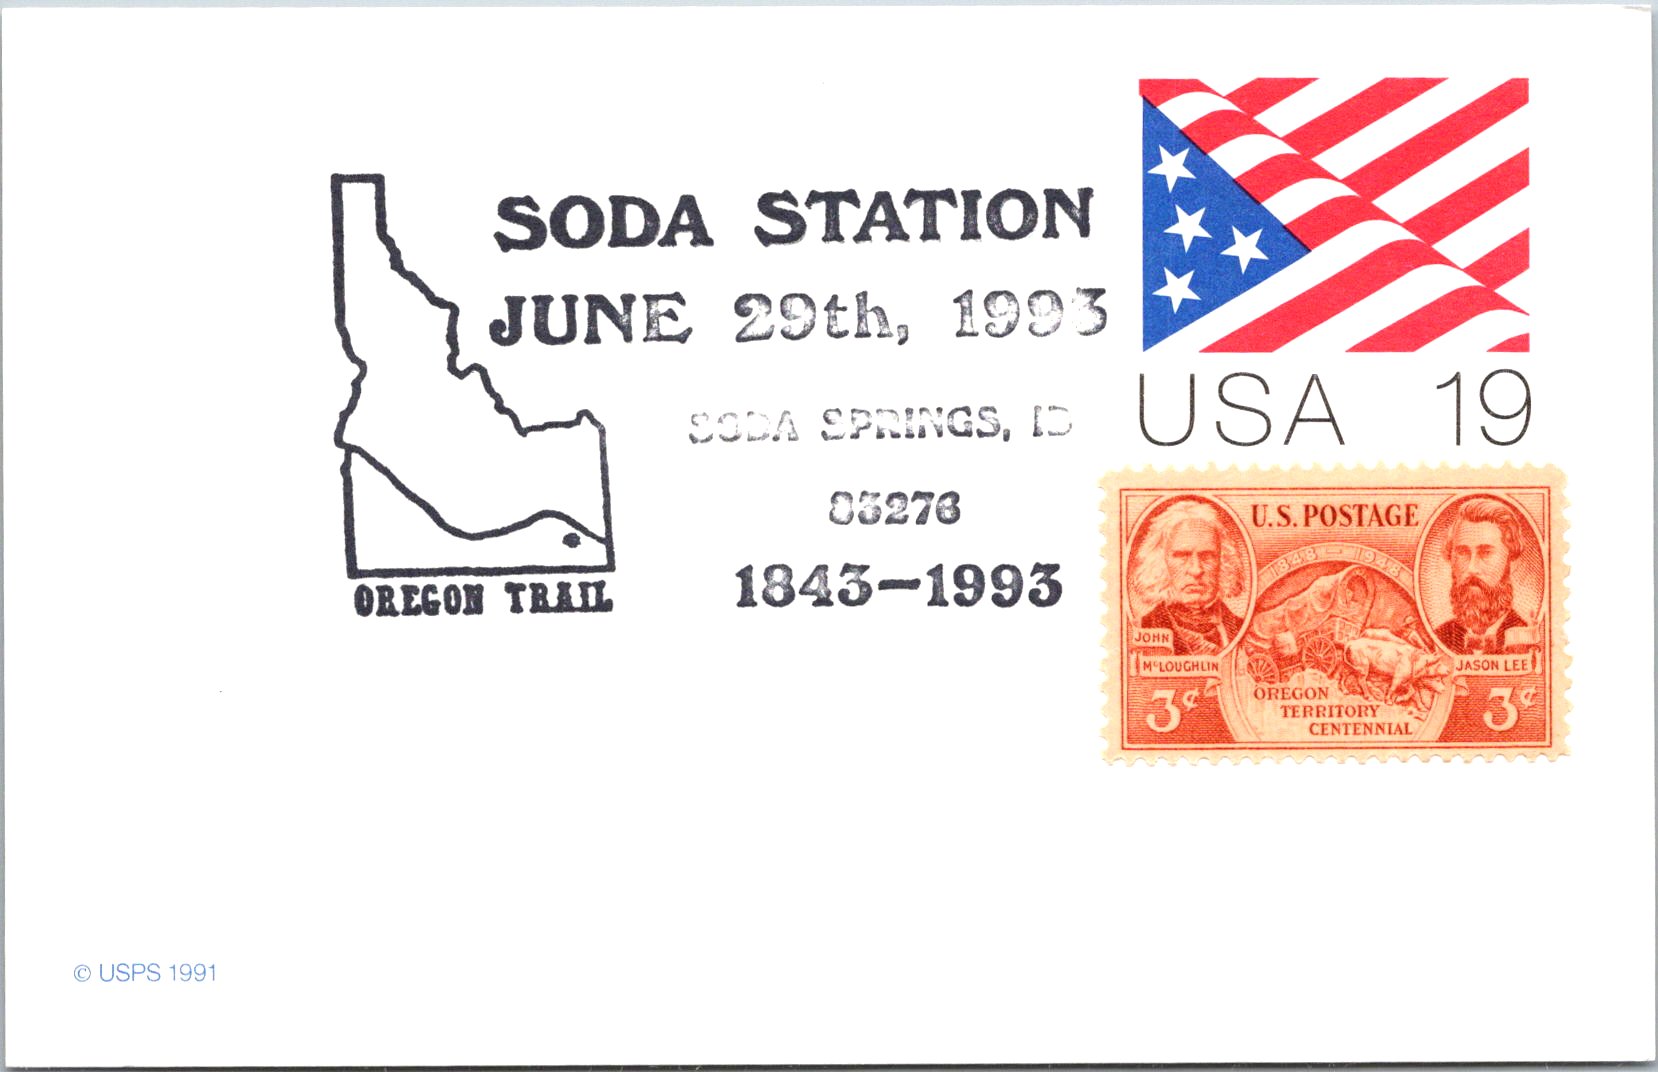 SODA STATION
JUNE 29th, 1993
SODA SPRINGS, ID
83276
1843-1993
OREGON TRAIL
USA 19
U.S. POSTAGE
1848 - 1948
JOHN
McLOUGHLIN
JASON LEE
3¢
OREGON
TERRITORY
CENTENNIAL
3¢
© USPS 1991